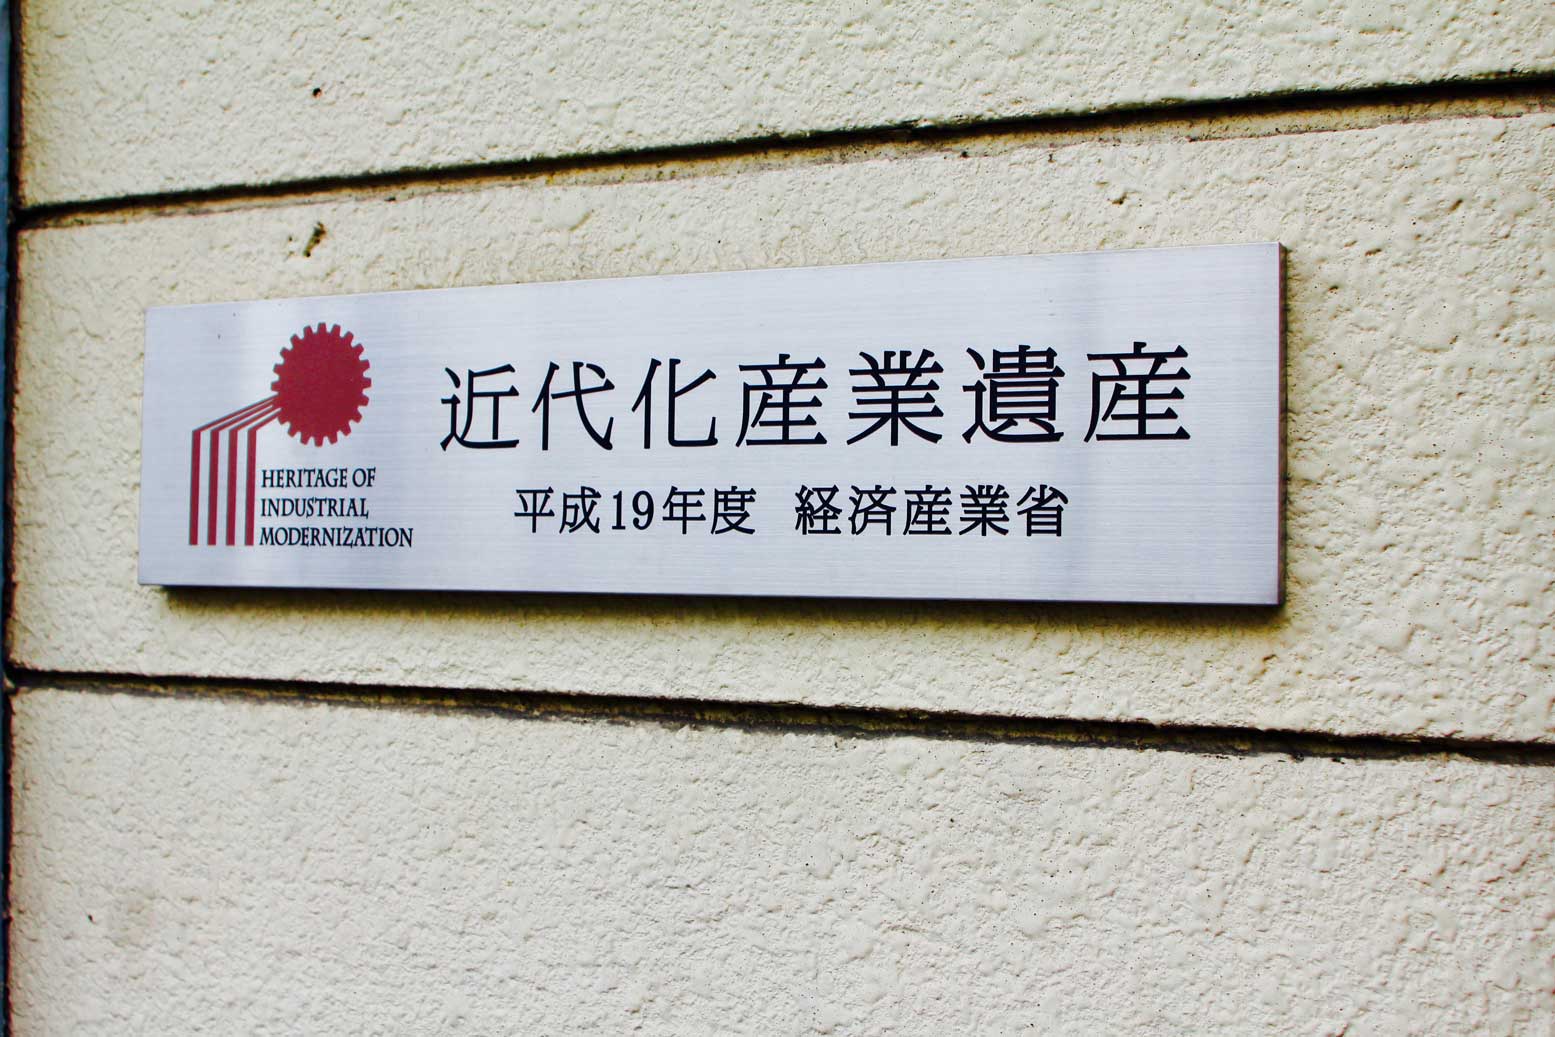 近代化産業遺産
平成19年度 経済産業省
HERITAGE OF
INDUSTRIAL
MODERNIZATION